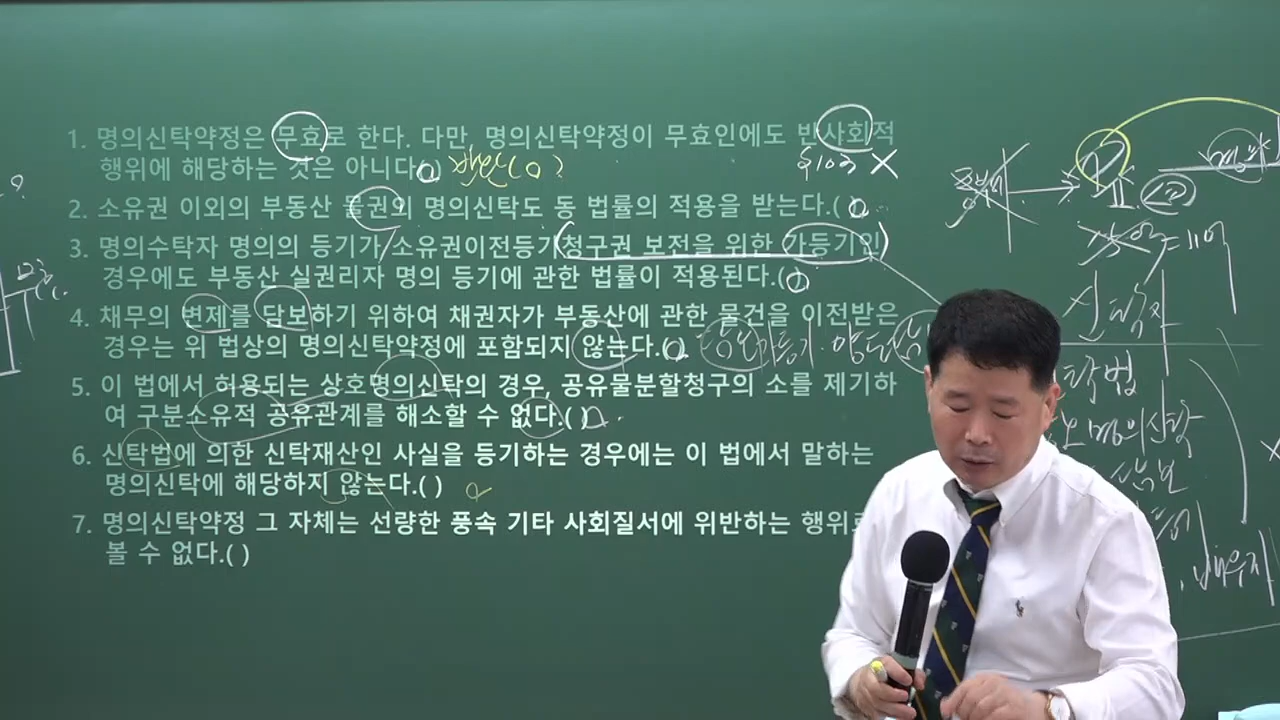 1. 명의신탁약정은 무효로 한다. 다만, 명의신탁약정이 무효인에도 반사회적
행위에 해당하는 것은 아니다.( ) 확인(O)
§103 X
2. 소유권 이외의 부동산 물권의 명의신탁도 동 법률의 적용을 받는다.( )
3. 명의수탁자 명의의 등기가 소유권이전등기청구권 보전을 위한 가등기인
경우에도 부동산 실권리자 명의 등기에 관한 법률이 적용된다.( )
4. 채무의 변제를 담보하기 위하여 채권자가 부동산에 관한 물건을 이전받은
경우는 위 법상의 명의신탁약정에 포함되지 않는다.( )
5. 이 법에서 허용되는 상호명의신탁의 경우, 공유물분할청구의 소를 제기하
여 구분소유적 공유관계를 해소할 수 없다.( )
6. 신탁법에 의한 신탁재산인 사실을 등기하는 경우에는 이 법에서 말하는
명의신탁에 해당하지 않는다.( )
7. 명의신탁약정 그 자체는 선량한 풍속 기타 사회질서에 위반하는 행위로
볼 수 없다.( )
신탁자
탁법
명의신탁
배우자